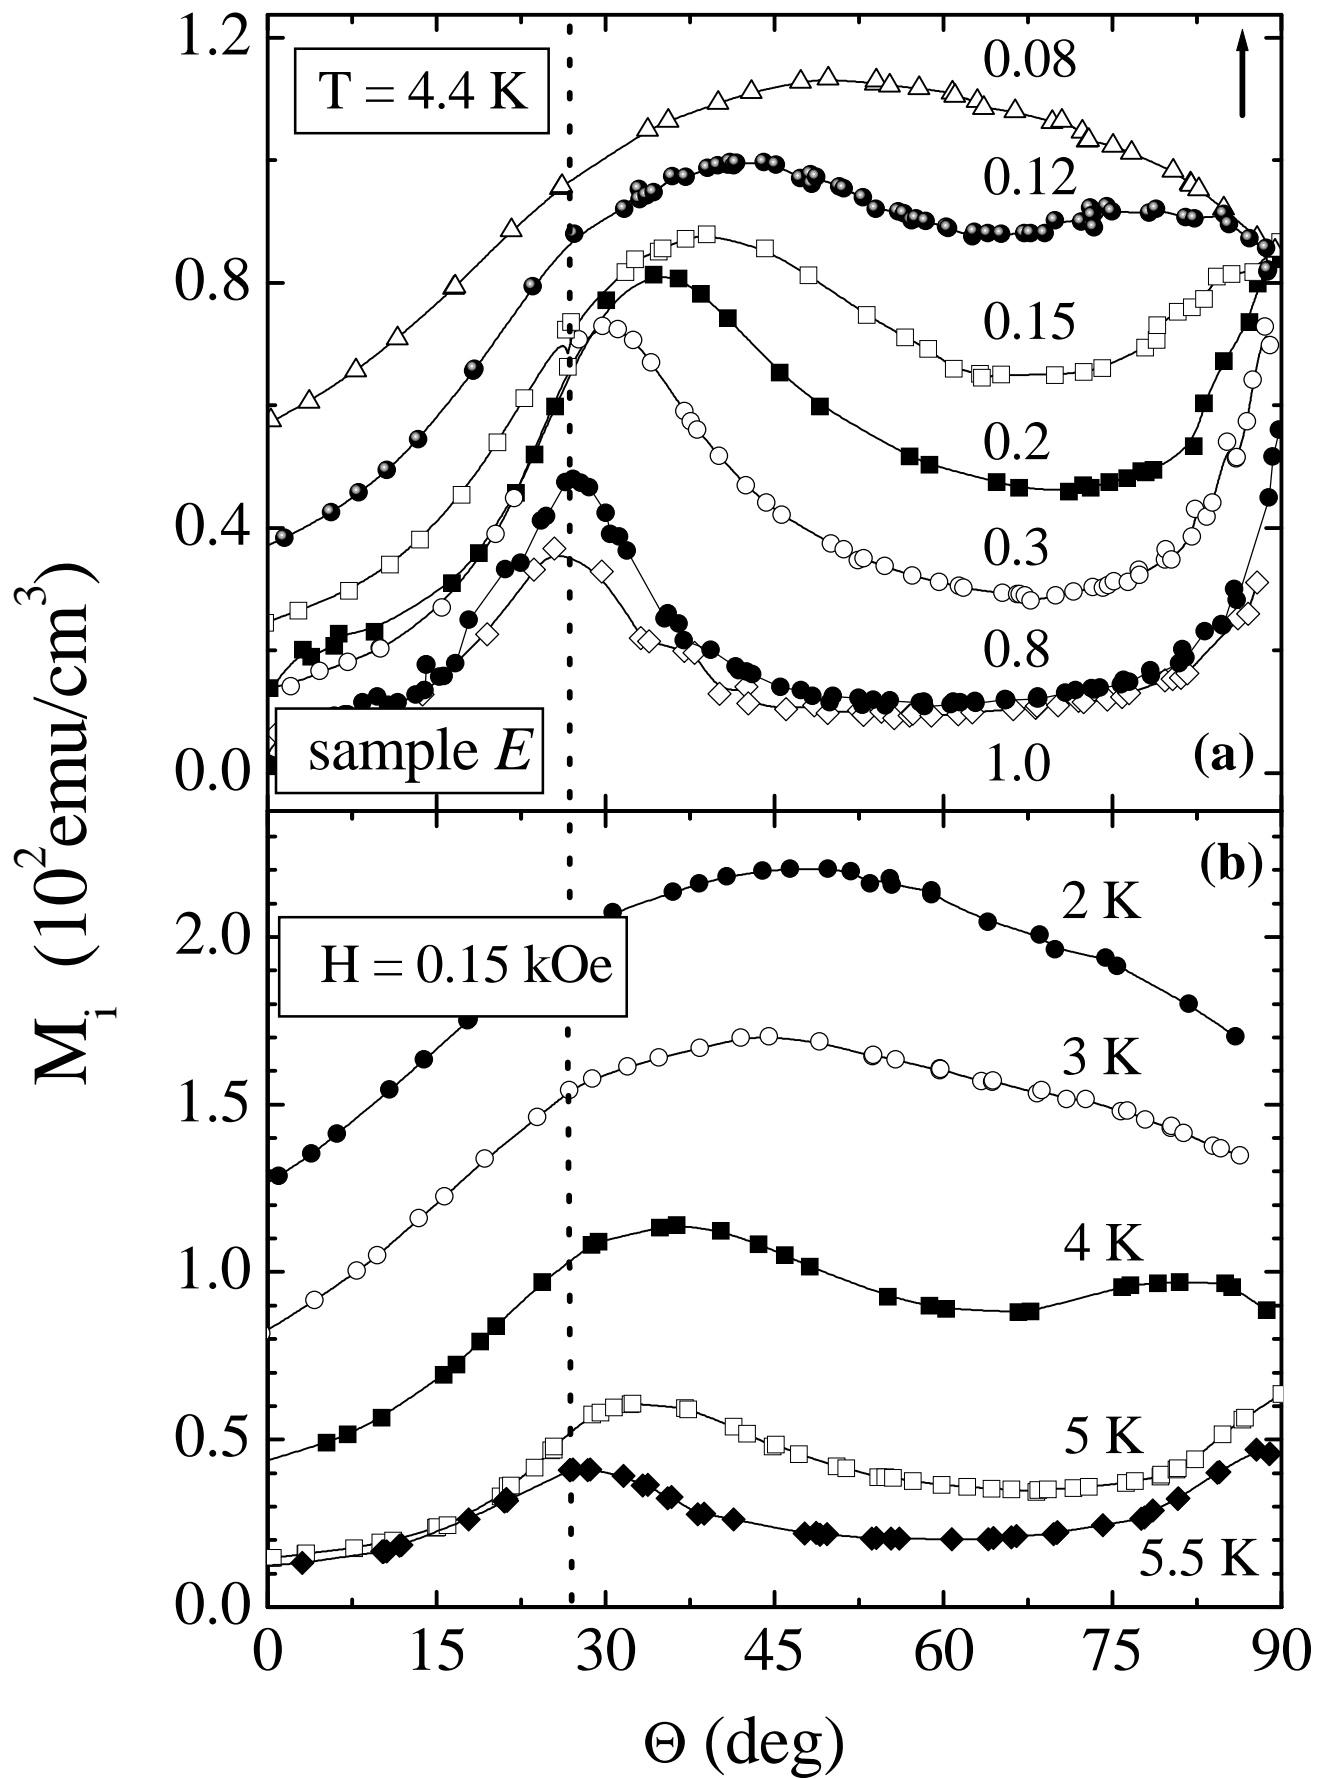 1.2
T = 4.4 K
0.08
0.12
0.8
0.15
0.2
0.4
0.3
0.8
sample E
1.0
(a)
0.0
M_i (10^2 emu/cm^3)
(b)
2 K
2.0
H = 0.15 kOe
3 K
1.5
4 K
1.0
5 K
0.5
5.5 K
0.0
0 15 30 45 60 75 90
Θ (deg)